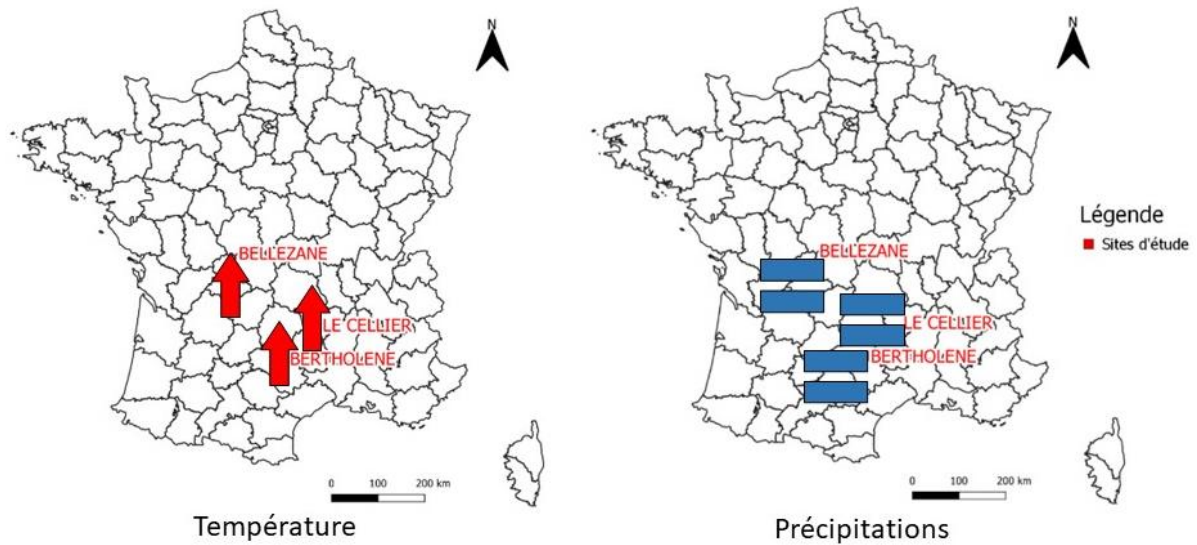 N
BELLEZANE
LE CELLIER
BERTHOLENE
0 100 200 km
Température
N
BELLEZANE
LE CELLIER
BERTHOLENE
0 100 200 km
Précipitations
Légende
Sites d'étude